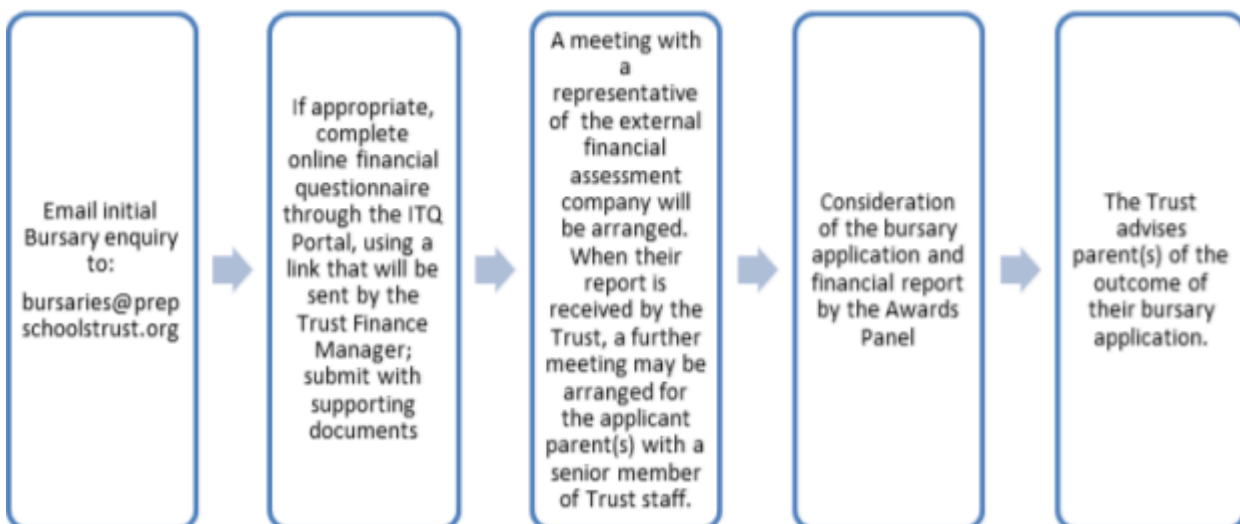 Email initial
Bursary enquiry
to:
bursaries@prep
schoolstrust.org
If appropriate,
complete
online financial
questionnaire
through the ITQ
Portal, using a
link that will be
sent by the
Trust Finance
Manager;
submit with
supporting
documents
A meeting with
a
representative
of the external
financial
assessment
company will
be arranged.
When their
report is
received by the
Trust, a further
meeting may be
arranged for
the applicant
parent(s) with a
senior member
of Trust staff.
Consideration
of the bursary
application and
financial report
by the Awards
Panel
The Trust
advises
parent(s) of the
outcome of
their bursary
application.